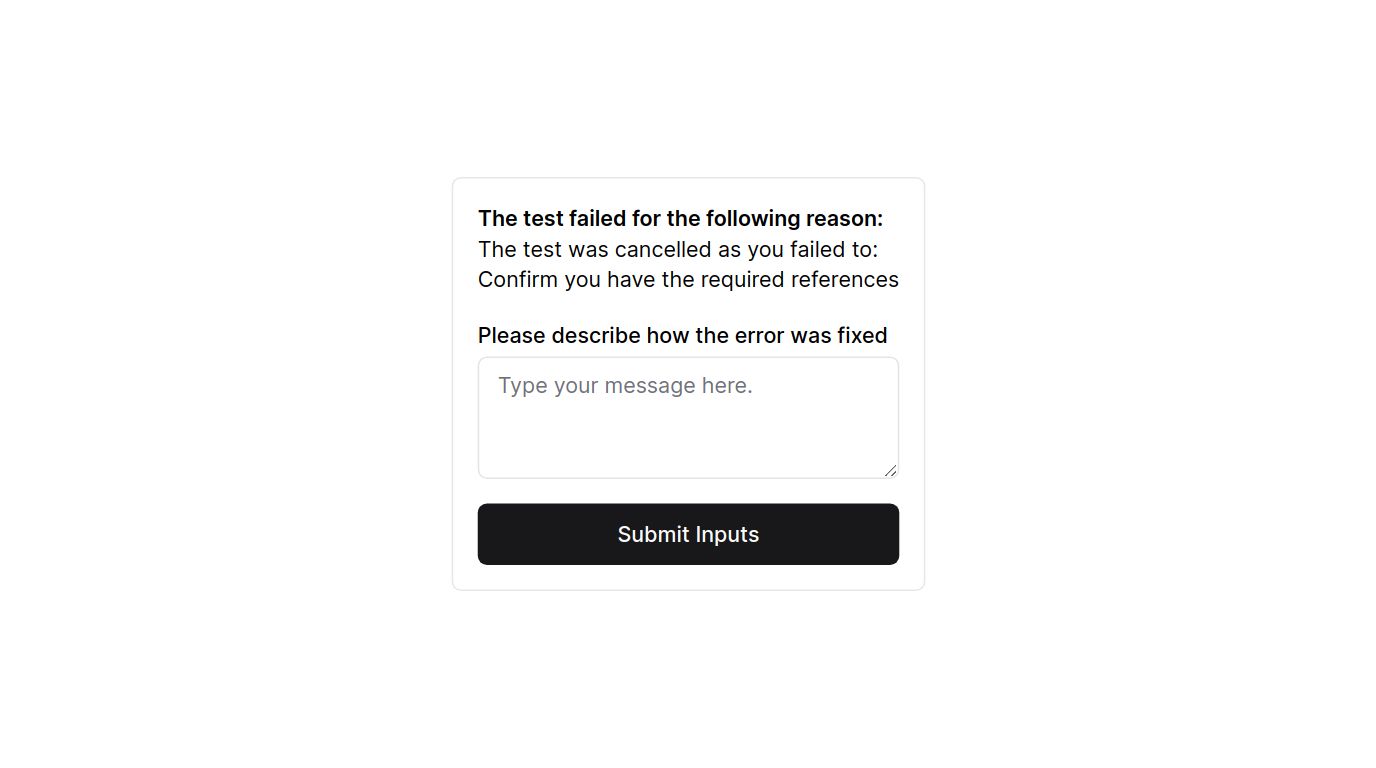 The test failed for the following reason:
The test was cancelled as you failed to:
Confirm you have the required references
Please describe how the error was fixed
Type your message here.
Submit Inputs